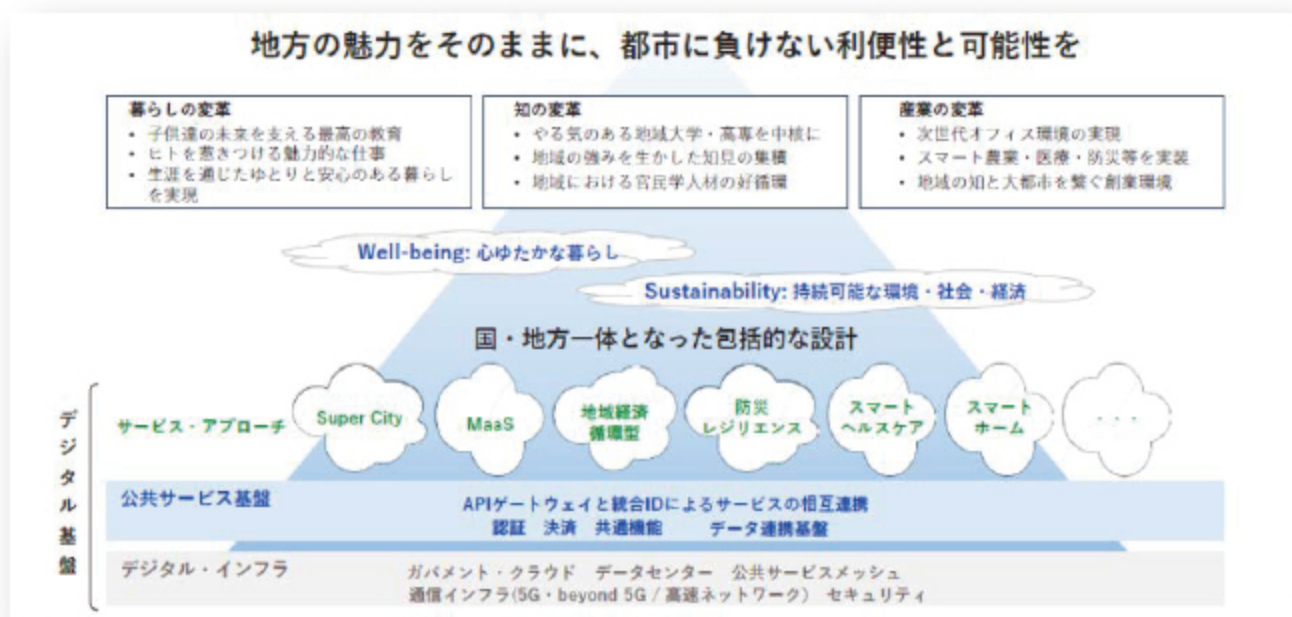 地方の魅力をそのままに、都市に負けない利便性と可能性を
暮らしの変革
• 子供達の未来を支える最高の教育
• ヒトを惹きつける魅力的な仕事
• 生涯を通じたゆとりと安心のある暮らし
を実現
知の変革
• やる気のある地域大学・高専を中核に
• 地域の強みを生かした知見の集積
• 地域における官民学人材の好循環
産業の変革
• 次世代オフィス環境の実現
• スマート農業・医療・防災等を実装
• 地域の知と大都市を繋ぐ創業環境
Well-being: 心ゆたかな暮らし
Sustainability: 持続可能な環境・社会・経済
国・地方一体となった包括的な設計
デジタル基盤
サービス・アプローチ
Super City
MaaS
地域経済
循環型
防災
レジリエンス
スマート
ヘルスケア
スマート
ホーム
・・・
公共サービス基盤
APIゲートウェイと統合IDによるサービスの相互連携
認証 決済 共通機能 データ連携基盤
デジタル・インフラ
ガバメント・クラウド データセンター 公共サービスメッシュ
通信インフラ(5G・beyond 5G / 高速ネットワーク) セキュリティ